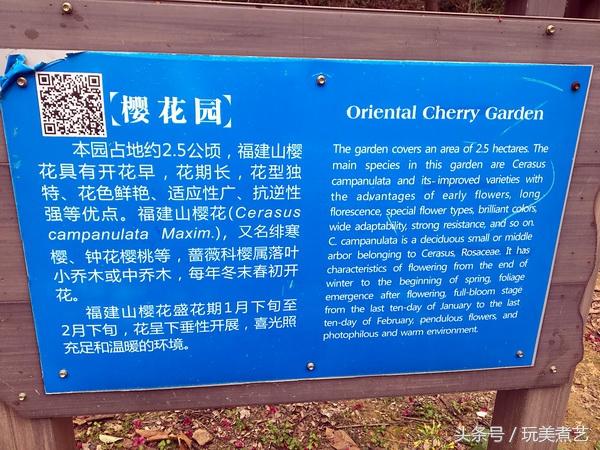 【樱花园】
本园占地约2.5公顷，福建山樱
花具有开花早，花期长，花型独
特、花色鲜艳、适应性广、抗逆性
强等优点。福建山樱花(Cerasus
campanulata Maxim.)，又名绯寒
樱、钟花樱桃等，蔷薇科樱属落叶
小乔木或中乔木，每年冬末春初开
花。
福建山樱花盛花期1月下旬至
2月下旬，花呈下垂性开展，喜光照
充足和温暖的环境。
Oriental Cherry Garden
The garden covers an area of 2.5 hectares. The
main species in this garden are Cerasus
campanulata and its improved varieties with
the advantages of early flowers, long
florescence, special flower types, brilliant colors,
wide adaptability, strong resistance, and so on.
C. campanulata is a deciduous small or middle
arbor belonging to Cerasus, Rosaceae. It has
characteristics of flowering from the end of
winter to the beginning of spring, foliage
emergence after flowering, full-bloom stage
from the last ten-day of January to the last
ten-day of February, pendulous flowers, and
photophilous and warm environment.
头条号 / 玩美煮艺